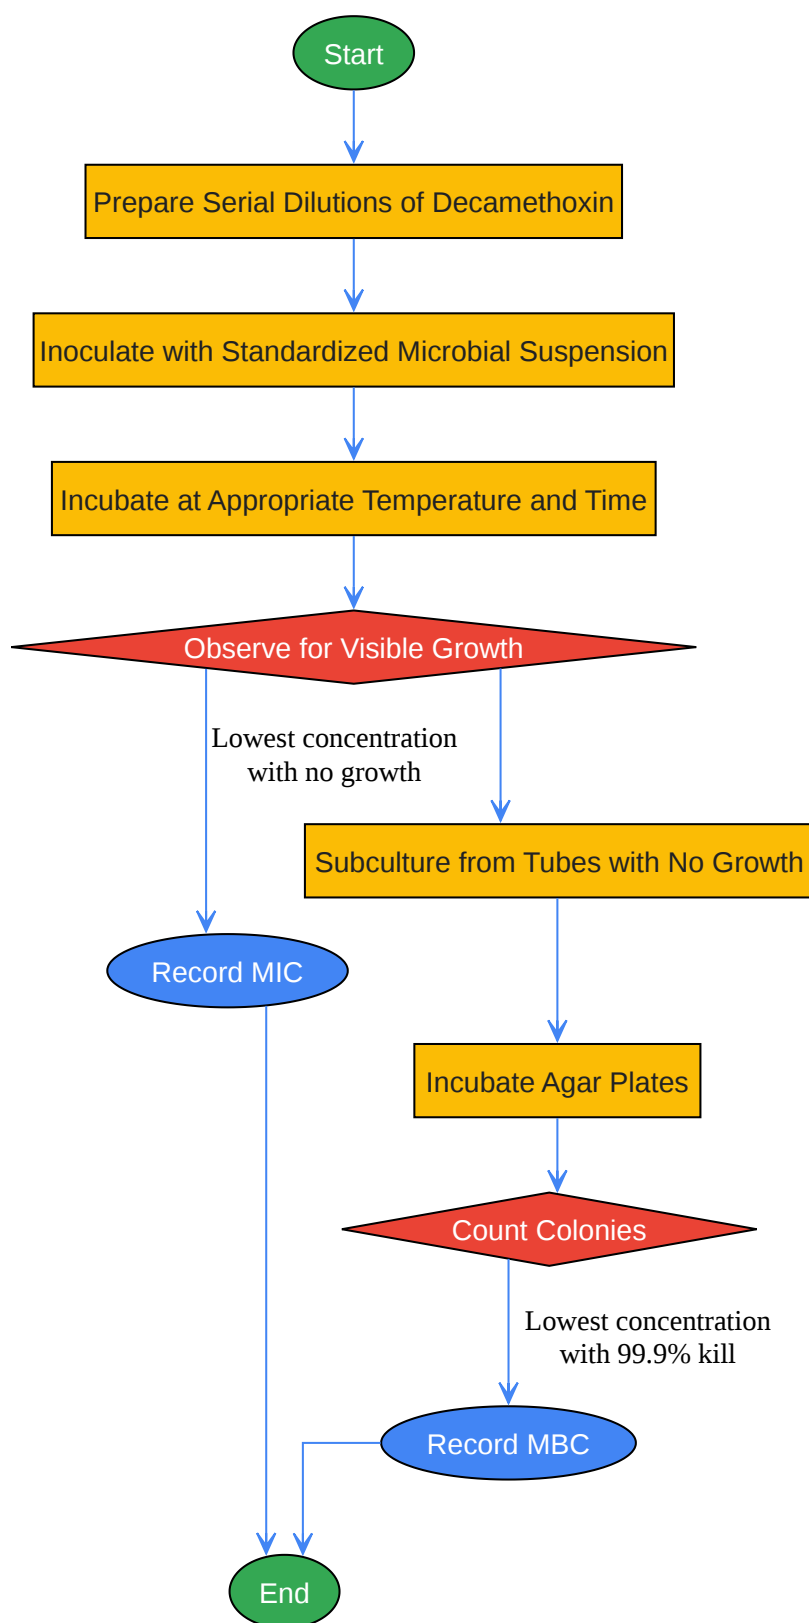 Start
Prepare Serial Dilutions of Decamethoxin
Inoculate with Standardized Microbial Suspension
Incubate at Appropriate Temperature and Time
Observe for Visible Growth
Lowest concentration
with no growth
Subculture from Tubes with No Growth
Record MIC
Incubate Agar Plates
Count Colonies
Lowest concentration
with 99.9% kill
Record MBC
End